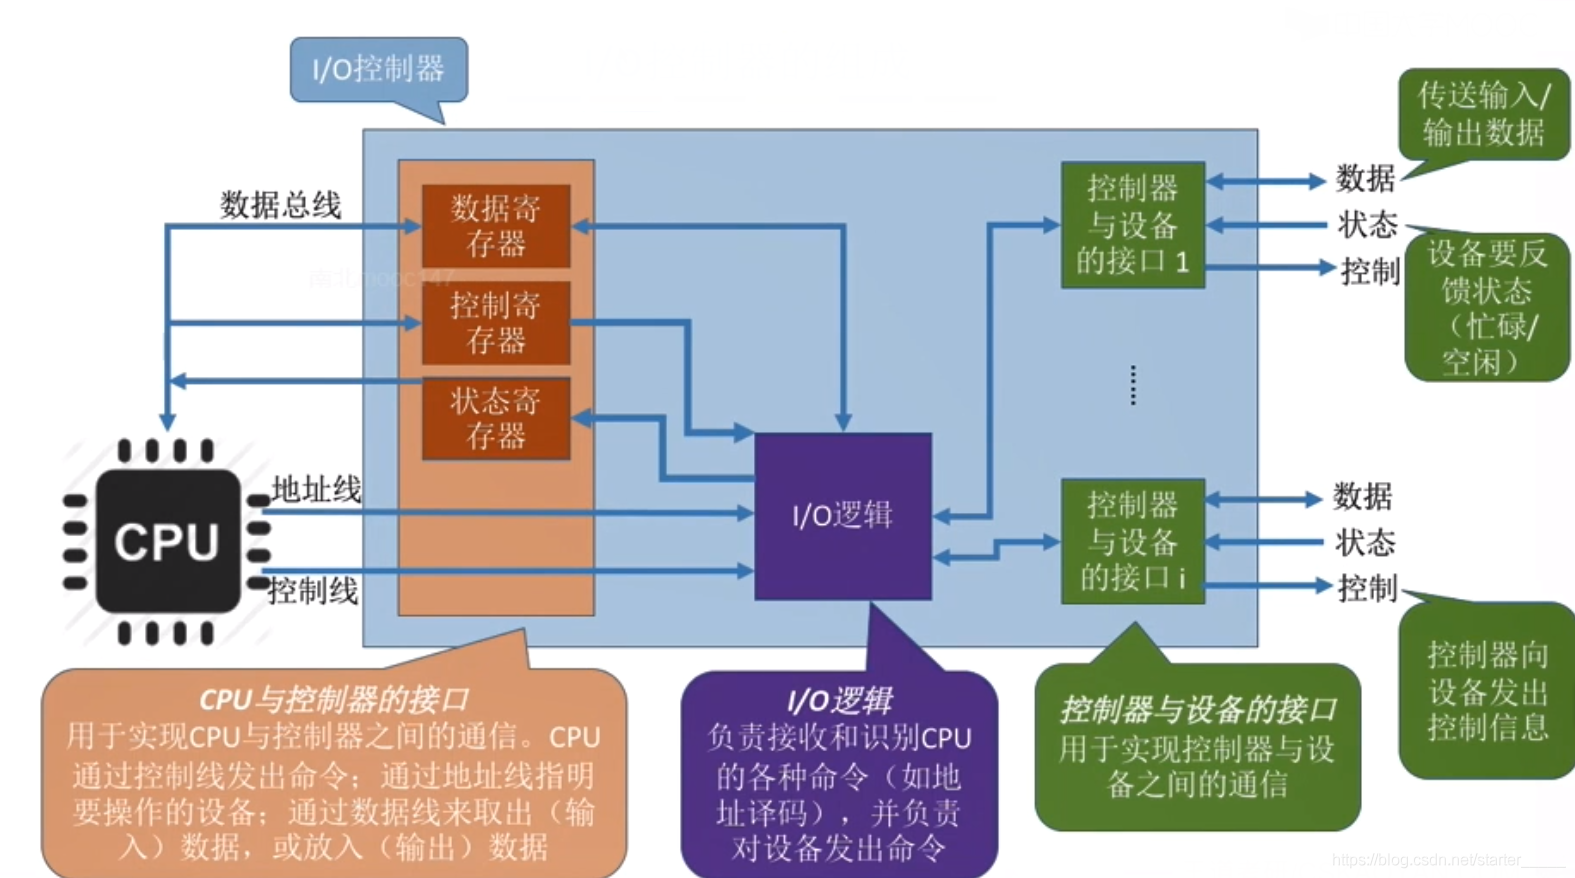 I/O控制器
传送输入/
输出数据
数据总线
数据寄
存器
控制器
与设备
的接口 1
数据
状态
控制
设备要反
馈状态
（忙碌/
空闲）
控制寄
存器
状态寄
存器
……
CPU
地址线
控制线
I/O逻辑
控制器
与设备
的接口 i
数据
状态
控制
控制器向
设备发出
控制信息
CPU与控制器的接口
用于实现CPU与控制器之间的通信。CPU
通过控制线发出命令；通过地址线指明
要操作的设备；通过数据线来取出（输
入）数据，或放入（输出）数据
I/O逻辑
负责接收和识别CPU
的各种命令（如地
址译码），并负责
对设备发出命令
控制器与设备的接口
用于实现控制器与设
备之间的通信
https://blog.csdn.net/starter_____